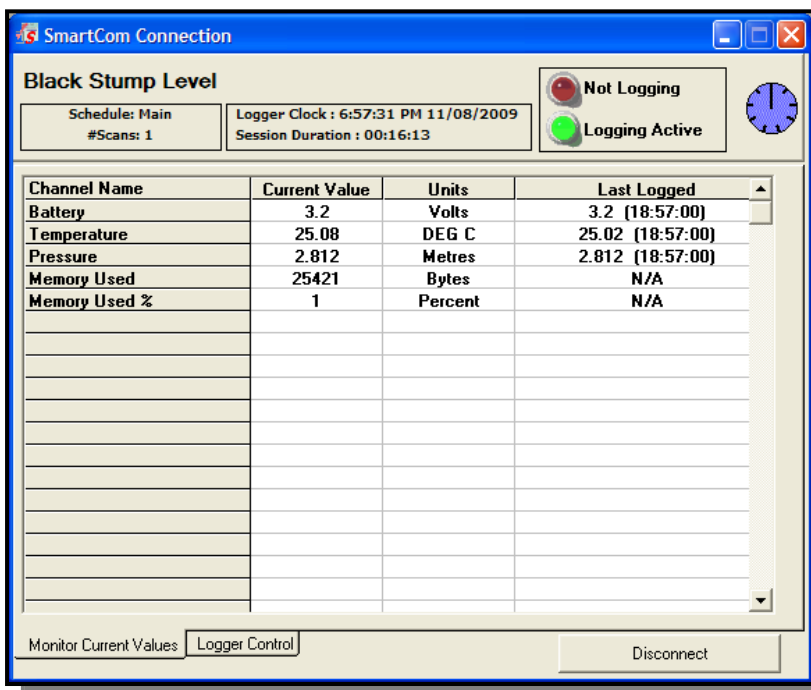 SmartCom Connection
Black Stump Level
Schedule: Main
#Scans: 1
Logger Clock : 6:57:31 PM 11/08/2009
Session Duration : 00:16:13
Not Logging
Logging Active
Channel Name Current Value Units Last Logged
Battery 3.2 Volts 3.2 (18:57:00)
Temperature 25.08 DEG C 25.02 (18:57:00)
Pressure 2.812 Metres 2.812 (18:57:00)
Memory Used 25421 Bytes N/A
Memory Used % 1 Percent N/A
Monitor Current Values Logger Control
Disconnect